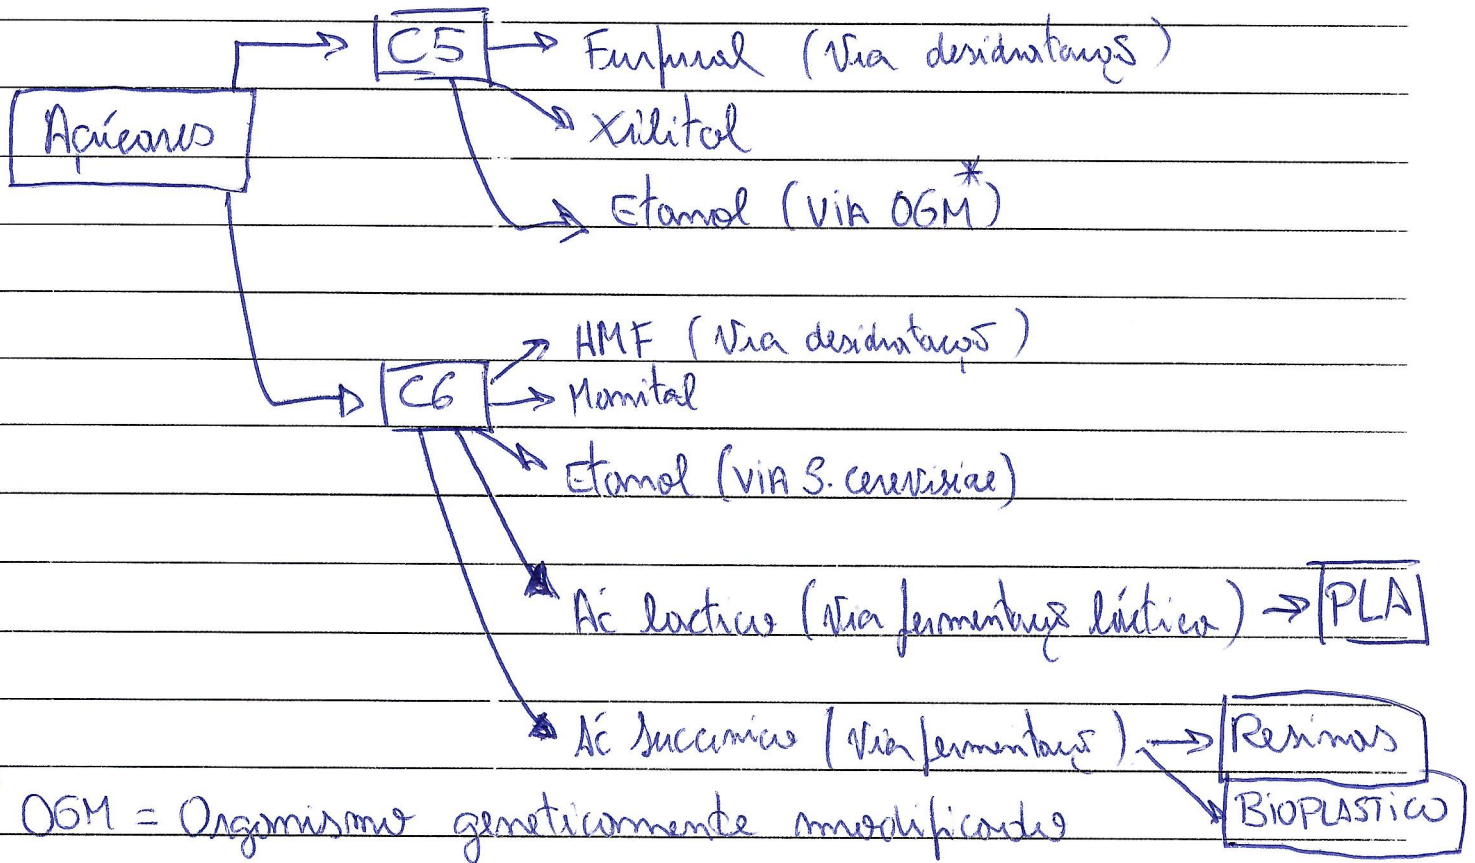 C5 → Furfural (Via desidratação)
Açúcares
Xilitol
*
Etanol (VIA OGM)
HMF (Via desidratação)
C6 → Manital
Etanol (VIA S. cerevisiae)
Ác lactico (Via fermentação láctica) → PLA
Ác Succinico (Via fermentação) → Resinas
BIOPLASTICO
OGM = Organismo geneticamente modificado